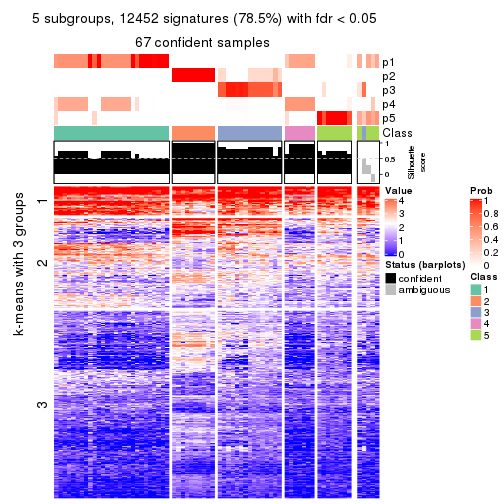 5 subgroups, 12452 signatures (78.5%) with fdr < 0.05
67 confident samples
p1
p2
p3
p4
p5
Class
1
0.5
0
Silhouette
score
k-means with 3 groups
1
2
3
Value
4
3
2
1
0
Status (barplots)
confident
ambiguous
Prob
1
0.8
0.6
0.4
0.2
0
Class
1
2
3
4
5